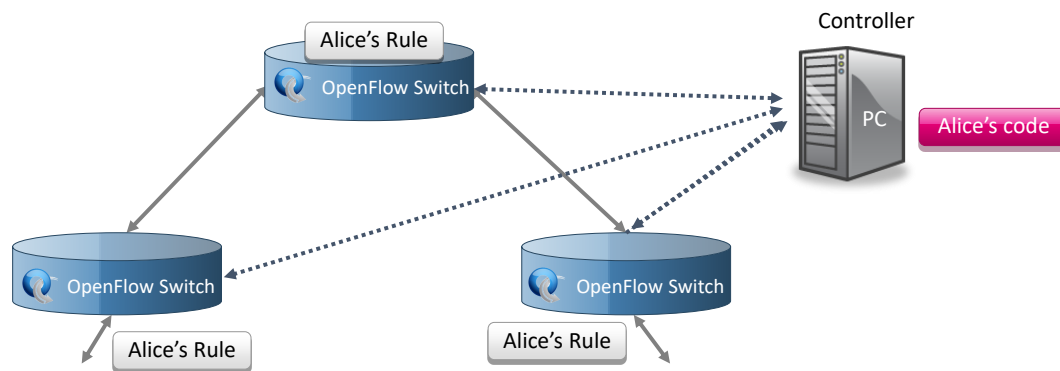 Controller
Alice’s Rule
OpenFlow Switch
PC
Alice’s code
OpenFlow Switch
OpenFlow Switch
Alice’s Rule
Alice’s Rule